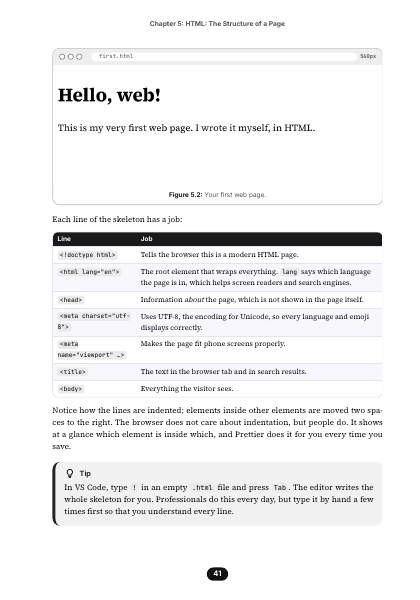 Chapter 5: HTML: The Structure of a Page
first.html
560px
Hello, web!
This is my very first web page. I wrote it myself, in HTML.
Figure 5.2: Your first web page.
Each line of the skeleton has a job:
Line Job
<!doctype html> Tells the browser this is a modern HTML page.
<html lang="en"> The root element that wraps everything. lang says which language
the page is in, which helps screen readers and search engines.
<head> Information about the page, which is not shown in the page itself.
<meta charset="utf- Uses UTF-8, the encoding for Unicode, so every language and emoji
8"> displays correctly.
<meta Makes the page fit phone screens properly.
name="viewport" …>
<title> The text in the browser tab and in search results.
<body> Everything the visitor sees.
Notice how the lines are indented: elements inside other elements are moved two spa-
ces to the right. The browser does not care about indentation, but people do. It shows
at a glance which element is inside which, and Prettier does it for you every time you
save.
Tip
In VS Code, type ! in an empty .html file and press Tab. The editor writes the
whole skeleton for you. Professionals do this every day, but type it by hand a few
times first so that you understand every line.
41